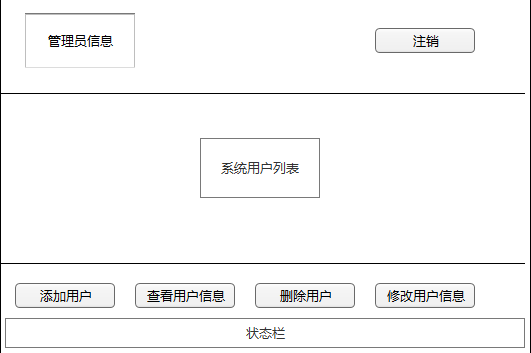 管理员信息
注销
系统用户列表
添加用户
查看用户信息
删除用户
修改用户信息
状态栏